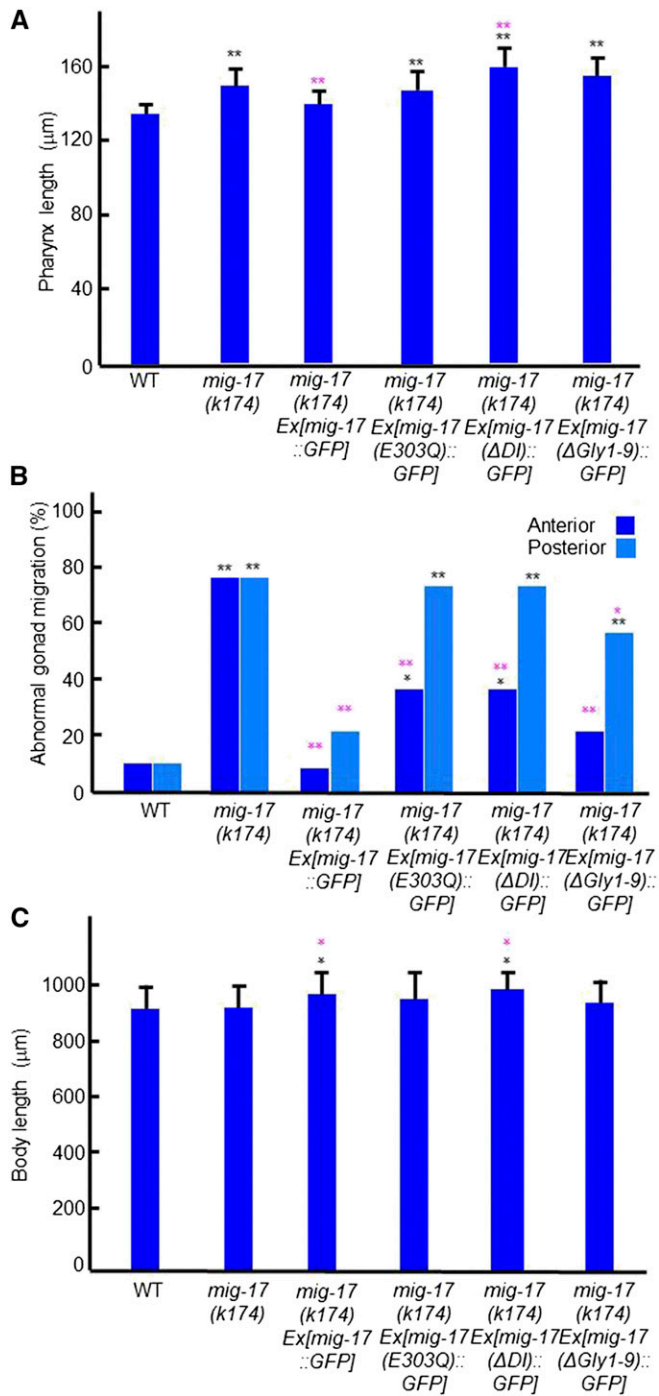 A
Pharynx length (μm)
160
120
80
40
0
**
**
**
**
**
**
WT
mig-17
(k174)
mig-17
(k174)
Ex[mig-17
::GFP]
mig-17
(k174)
Ex[mig-17
(E303Q)::
GFP]
mig-17
(k174)
Ex[mig-17
(ΔDI)::
GFP]
mig-17
(k174)
Ex[mig-17
(ΔGly1-9)::
GFP]
B
Abnormal gonad migration (%)
100
80
60
40
20
0
Anterior
Posterior
** **
** **
**
*
**
**
*
**
**
*
**
WT
mig-17
(k174)
mig-17
(k174)
Ex[mig-17
::GFP]
mig-17
(k174)
Ex[mig-17
(E303Q)::
GFP]
mig-17
(k174)
Ex[mig-17
(ΔDI)::
GFP]
mig-17
(k174)
Ex[mig-17
(ΔGly1-9)::
GFP]
C
Body length (μm)
1000
800
600
400
200
0
*
*
*
*
WT
mig-17
(k174)
mig-17
(k174)
Ex[mig-17
::GFP]
mig-17
(k174)
Ex[mig-17
(E303Q)::
GFP]
mig-17
(k174)
Ex[mig-17
(ΔDI)::
GFP]
mig-17
(k174)
Ex[mig-17
(ΔGly1-9)::
GFP]